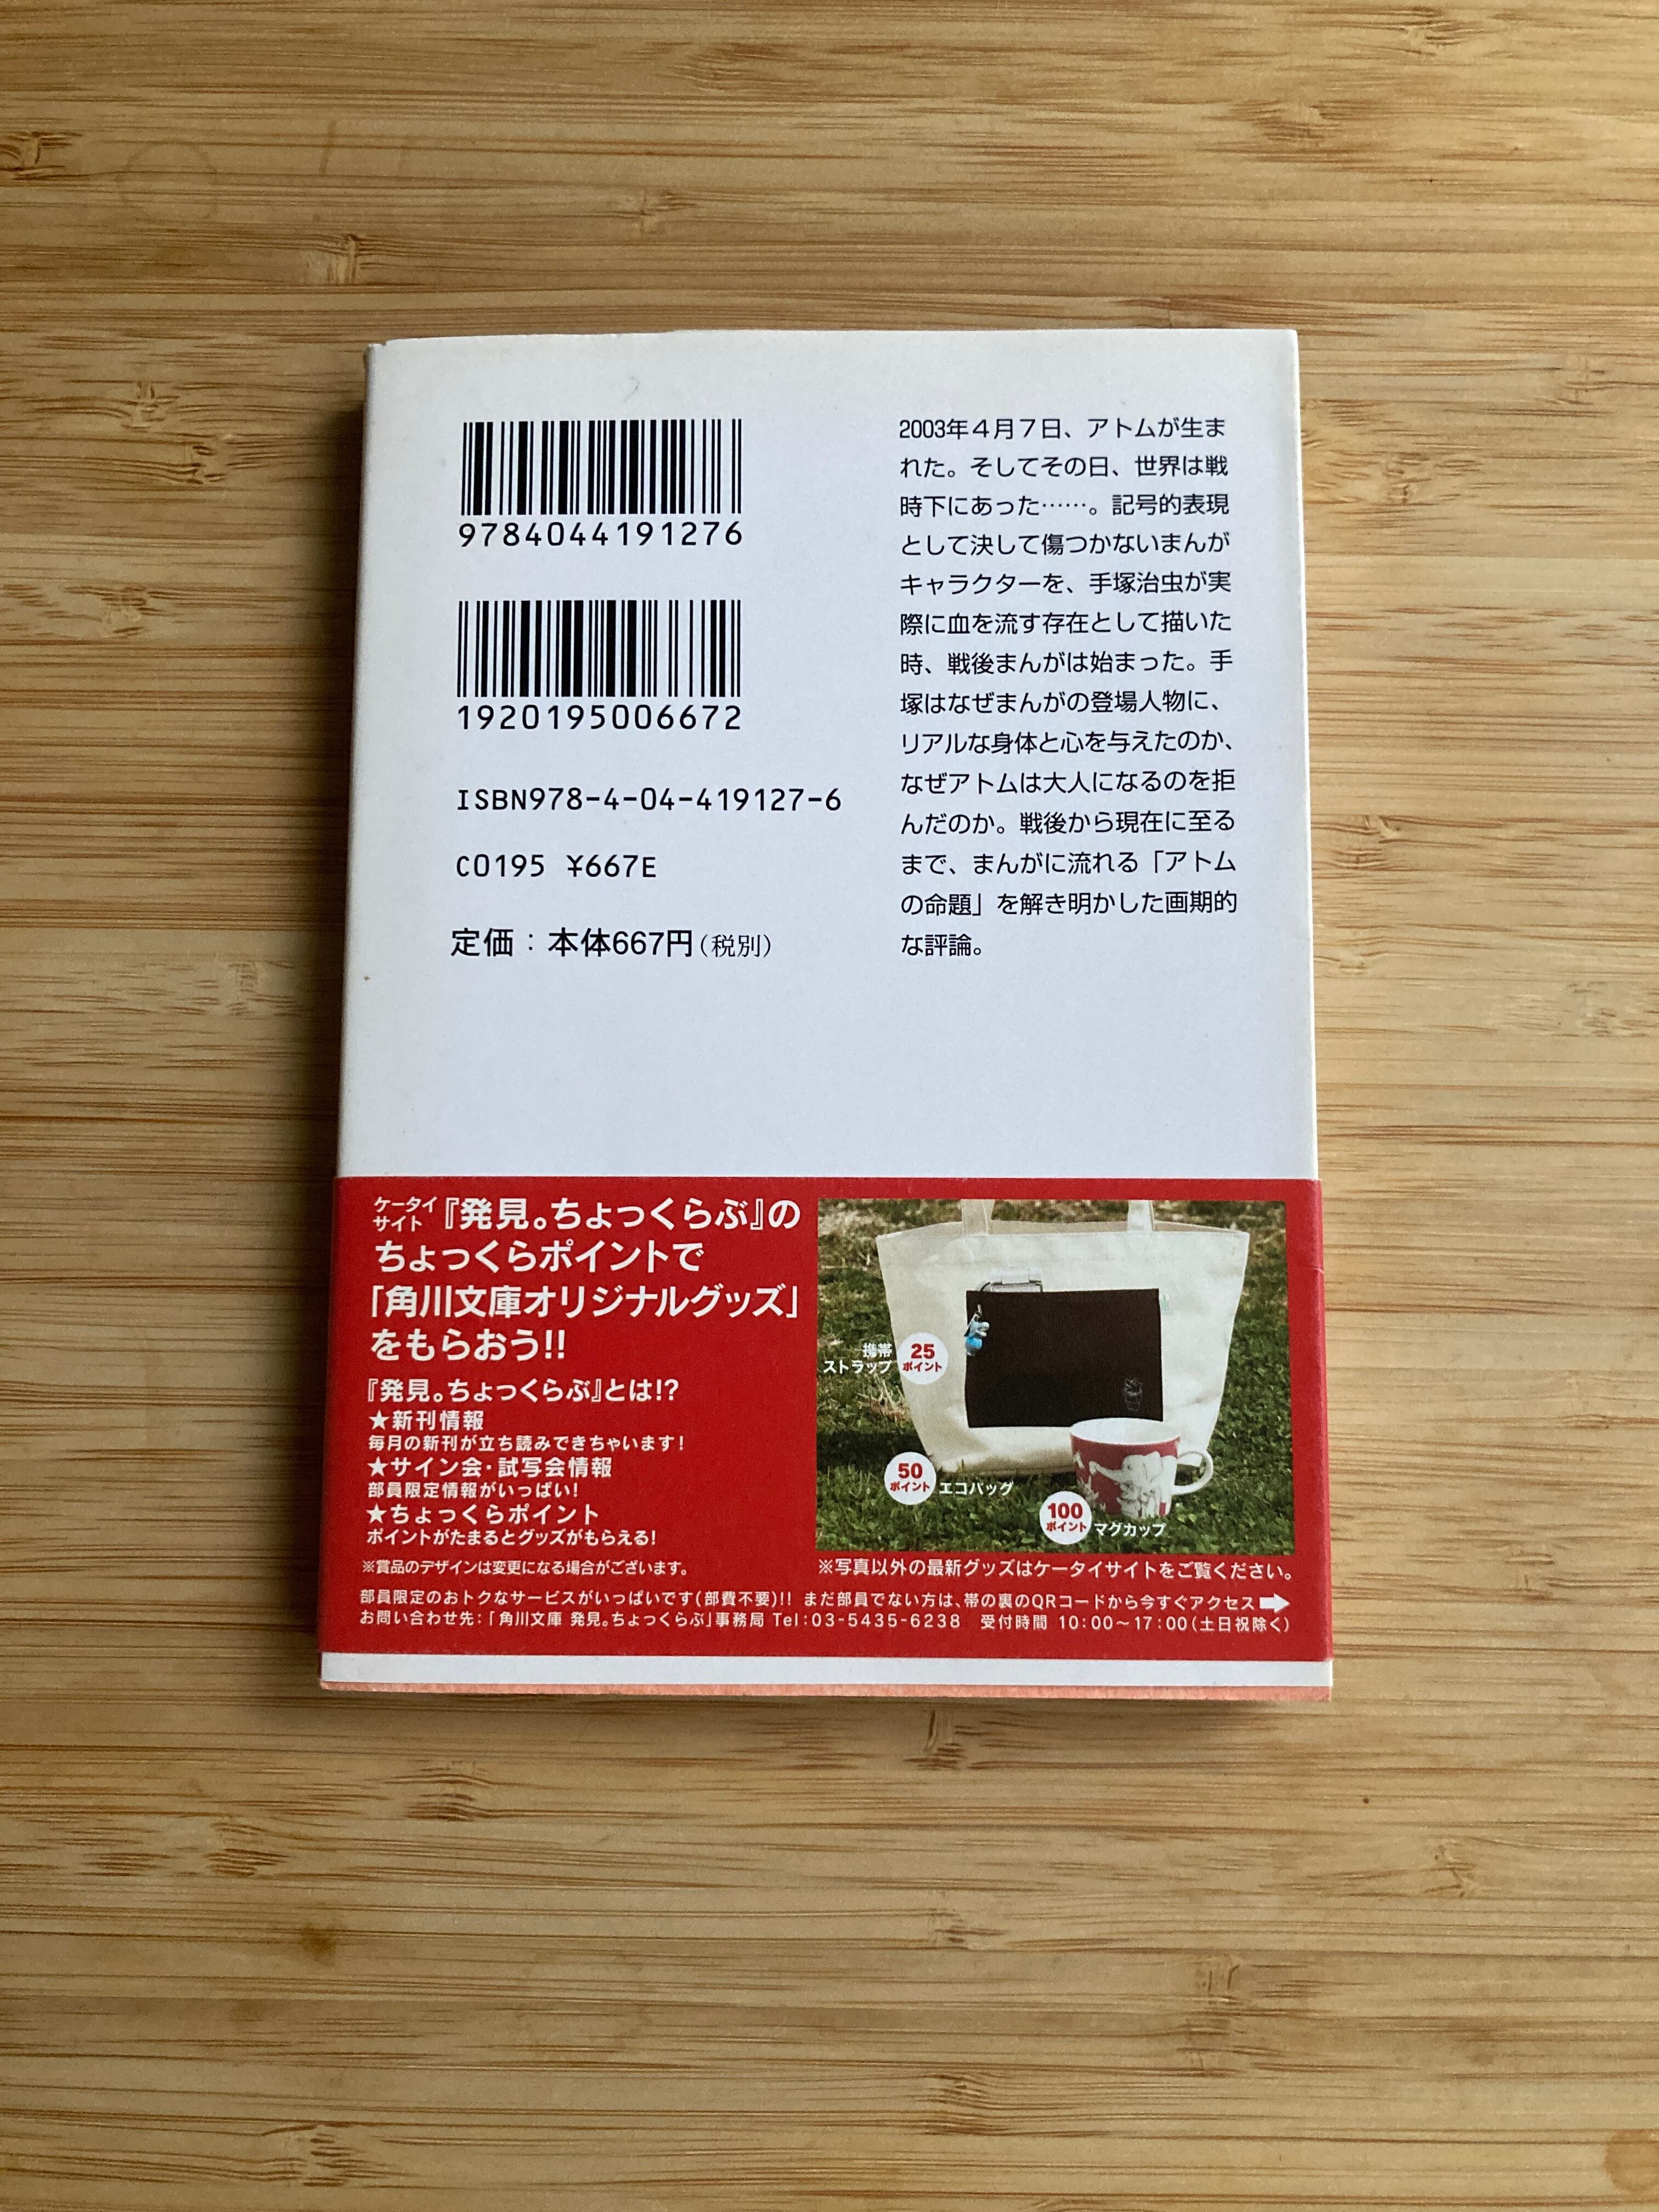 9784044191276
1920195006672
ISBN978-4-04-419127-6
C0195 ¥667E
定価：本体667円（税別）
2003年４月７日、アトムが生ま
れた。そしてその日、世界は戦
時下にあった……。記号的表現
として決して傷つかないまんが
キャラクターを、手塚治虫が実
際に血を流す存在として描いた
時、戦後まんがは始まった。手
塚はなぜまんがの登場人物に、
リアルな身体と心を与えたのか、
なぜアトムは大人になるのを拒
んだのか。戦後から現在に至る
まで、まんがに流れる「アトム
の命題」を解き明かした画期的
な評論。
ケータイサイト『発見。ちょっくらぶ』の
ちょっくらポイントで
「角川文庫オリジナルグッズ」
をもらおう!!
『発見。ちょっくらぶ』とは!?
★新刊情報
毎月の新刊が立ち読みできちゃいます！
★サイン会・試写会情報
部員限定情報がいっぱい！
★ちょっくらポイント
ポイントがたまるとグッズがもらえる！
※賞品のデザインは変更になる場合がございます。
携帯
ストラップ
25
ポイント
50
ポイント
エコバッグ
100
ポイント
マグカップ
※写真以外の最新グッズはケータイサイトをご覧ください。
部員限定のおトクなサービスがいっぱいです（部費不要）!! まだ部員でない方は、帯の裏のQRコードから今すぐアクセス➡
お問い合わせ先：「角川文庫 発見。ちょっくらぶ」事務局 Tel：03-5435-6238 受付時間 10：00～17：00（土日祝除く）